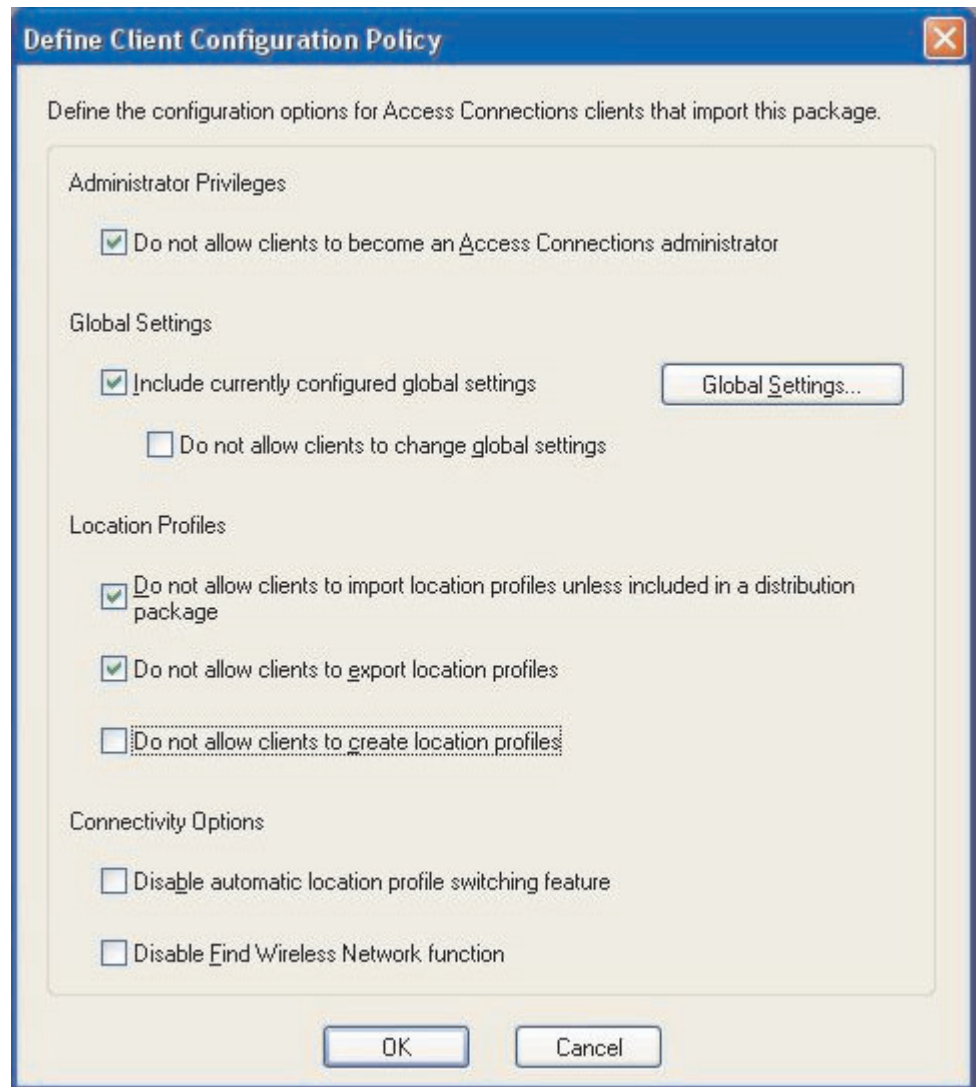 Define Client Configuration Policy
Define the configuration options for Access Connections clients that import this package.
Administrator Privileges
Do not allow clients to become an Access Connections administrator
Global Settings
Include currently configured global settings
Global Settings...
Do not allow clients to change global settings
Location Profiles
Do not allow clients to import location profiles unless included in a distribution
package
Do not allow clients to export location profiles
Do not allow clients to create location profiles
Connectivity Options
Disable automatic location profile switching feature
Disable Find Wireless Network function
OK
Cancel